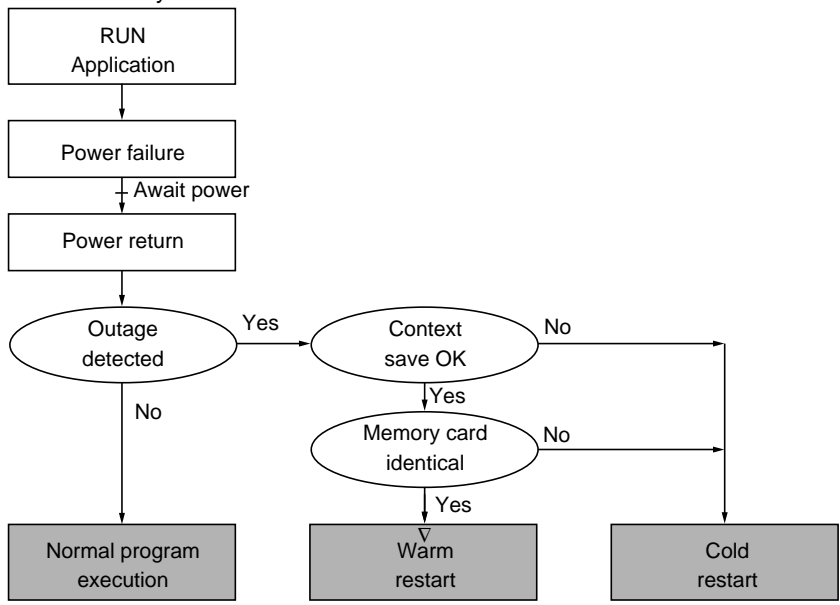 RUN
Application
Power failure
Await power
Power return
Outage
detected
Yes
Context
save OK
No
Yes
No
Memory card
identical
No
Yes
Normal program
execution
Warm
restart
Cold
restart